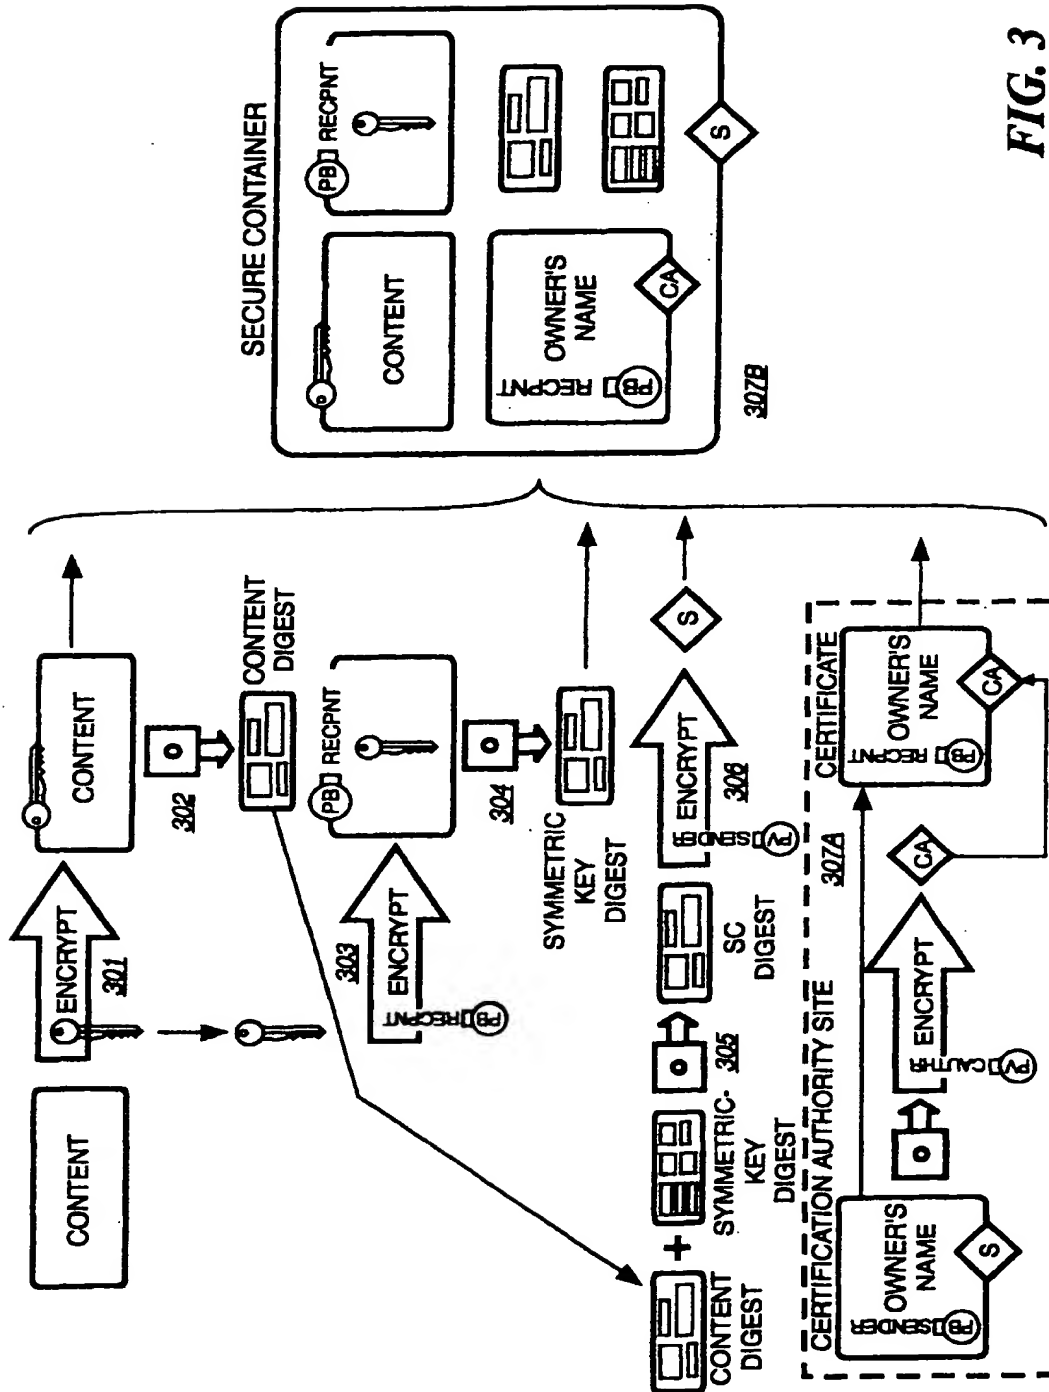 CONTENT
ENCRYPT
301
CONTENT
302
CONTENT
DIGEST
303
ENCRYPT
PB RECPNT
PB RECPNT
304
SYMMETRIC
KEY
DIGEST
CONTENT
DIGEST
+
SYMMETRIC-
KEY
DIGEST
305
SC
DIGEST
ENCRYPT
PV SENDER
306
S
CERTIFICATION AUTHORITY SITE
307A
CERTIFICATE
OWNER'S
NAME
PB SENDER
S
ENCRYPT
PV
CA
OWNER'S
NAME
PB RECPNT
CA
SECURE CONTAINER
CONTENT
PB RECPNT
OWNER'S
NAME
PB RECPNT
CA
S
307B
FIG. 3